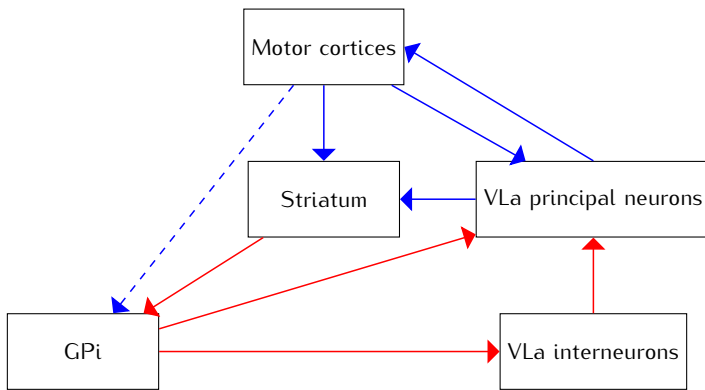 Motor cortices
Striatum
VLa principal neurons
GPi
VLa interneurons